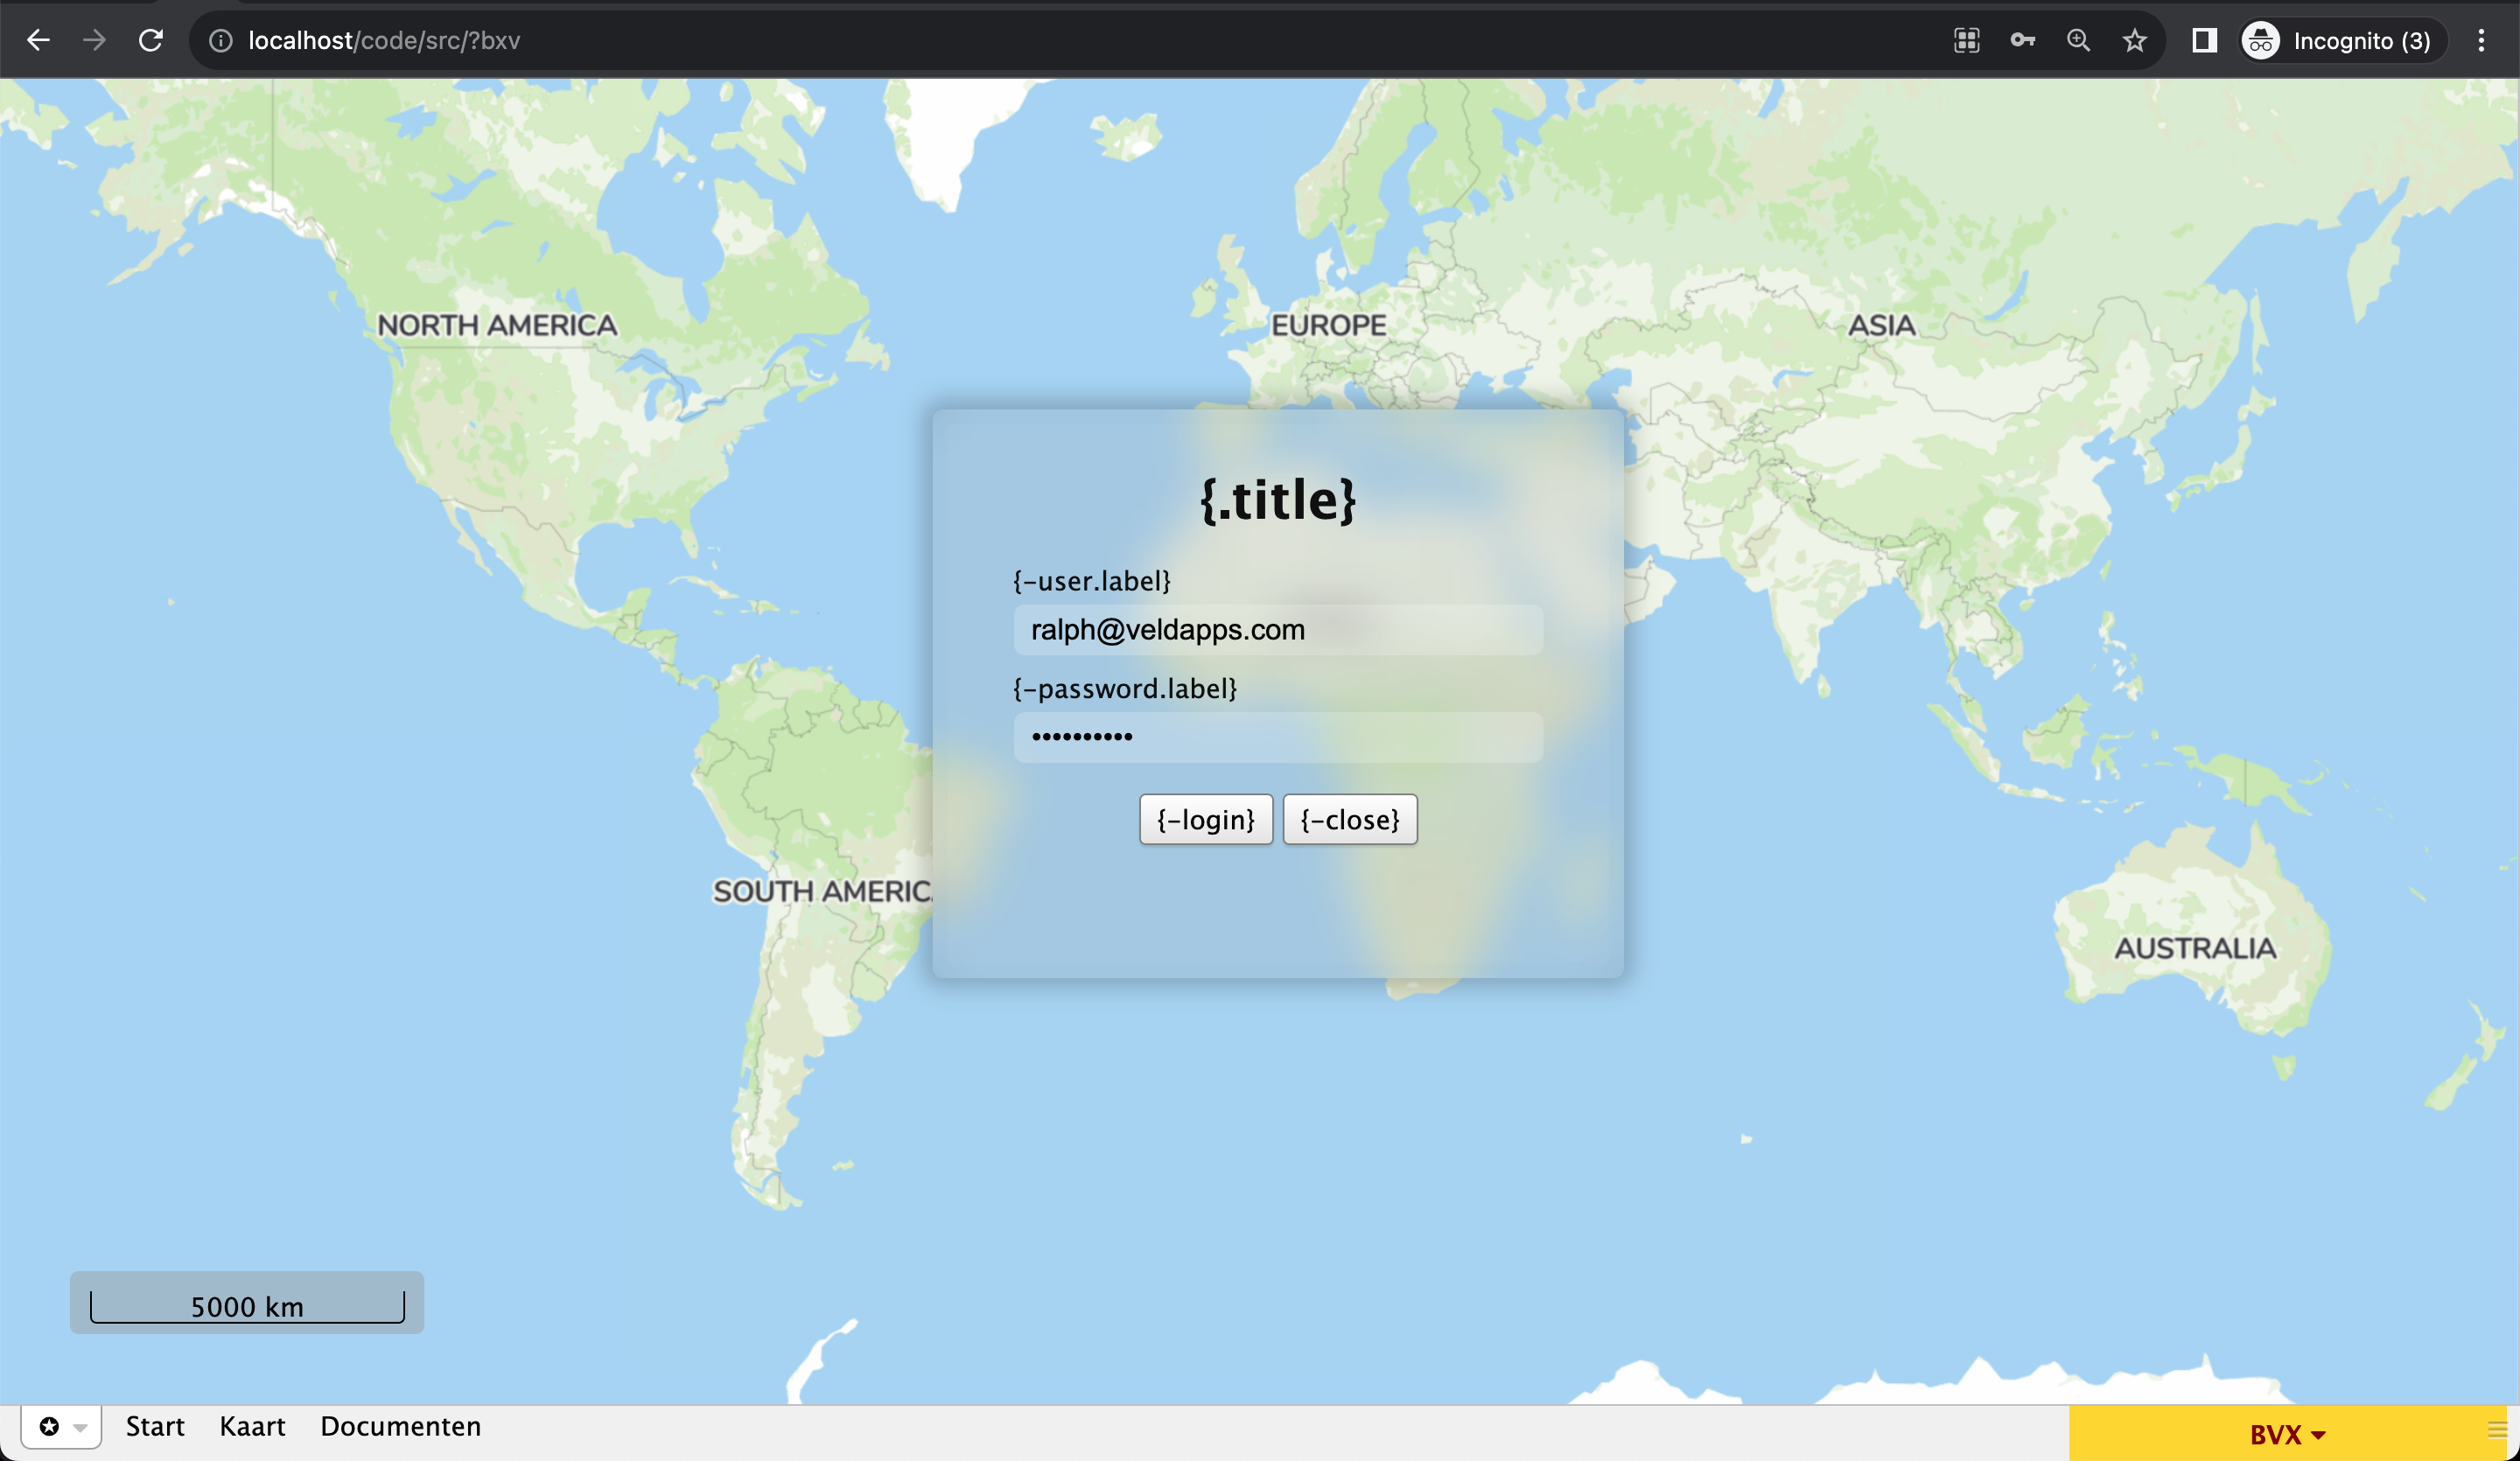 localhost/code/src/?bxv
Incognito (3)
NORTH AMERICA
EUROPE
ASIA
{.title}
{-user.label}
ralph@veldapps.com
{-password.label}
••••••••••
{-login}
{-close}
SOUTH AMERIC
AUSTRALIA
5000 km
Start
Kaart
Documenten
BVX